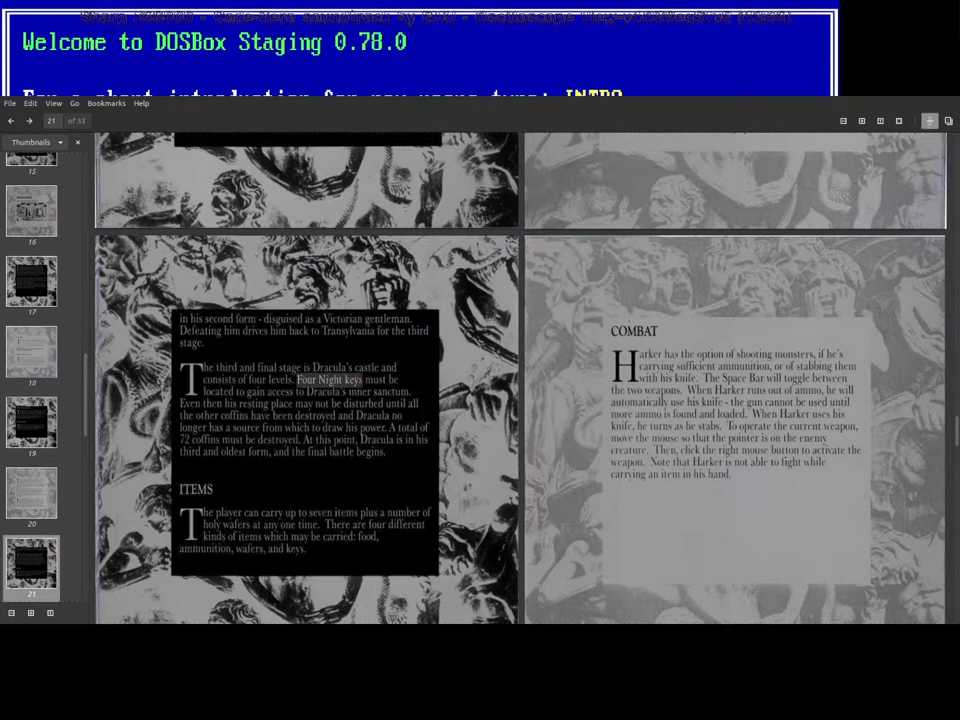 Welcome to DOSBox Staging 0.78.0
File Edit View Go Bookmarks Help
21 of 33
Thumbnails
15
16
17
18
19
20
21
in his second form - disguised as a Victorian gentleman.
Defeating him drives him back to Transylvania for the third
stage.
The third and final stage is Dracula's castle and
consists of four levels. Four Night keys must be
located to gain access to Dracula's inner sanctum.
Even then his resting place may not be disturbed until all
the other coffins have been destroyed and Dracula no
longer has a source from which to draw his power. A total of
72 coffins must be destroyed. At this point, Dracula is in his
third and oldest form, and the final battle begins.
ITEMS
The player can carry up to seven items plus a number of
holy wafers at any one time. There are four different
kinds of items which may be carried: food,
ammunition, wafers, and keys.
COMBAT
Harker has the option of shooting monsters, if he's
carrying sufficient ammunition, or of stabbing them
with his knife. The Space Bar will toggle between
the two weapons. When Harker runs out of ammo, he will
automatically use his knife - the gun cannot be used until
more ammo is found and loaded. When Harker uses his
knife, he turns as he stabs. To operate the current weapon,
move the mouse so that the pointer is on the enemy
creature. Then, click the right mouse button to activate the
weapon. Note that Harker is not able to fight while
carrying an item in his hand.